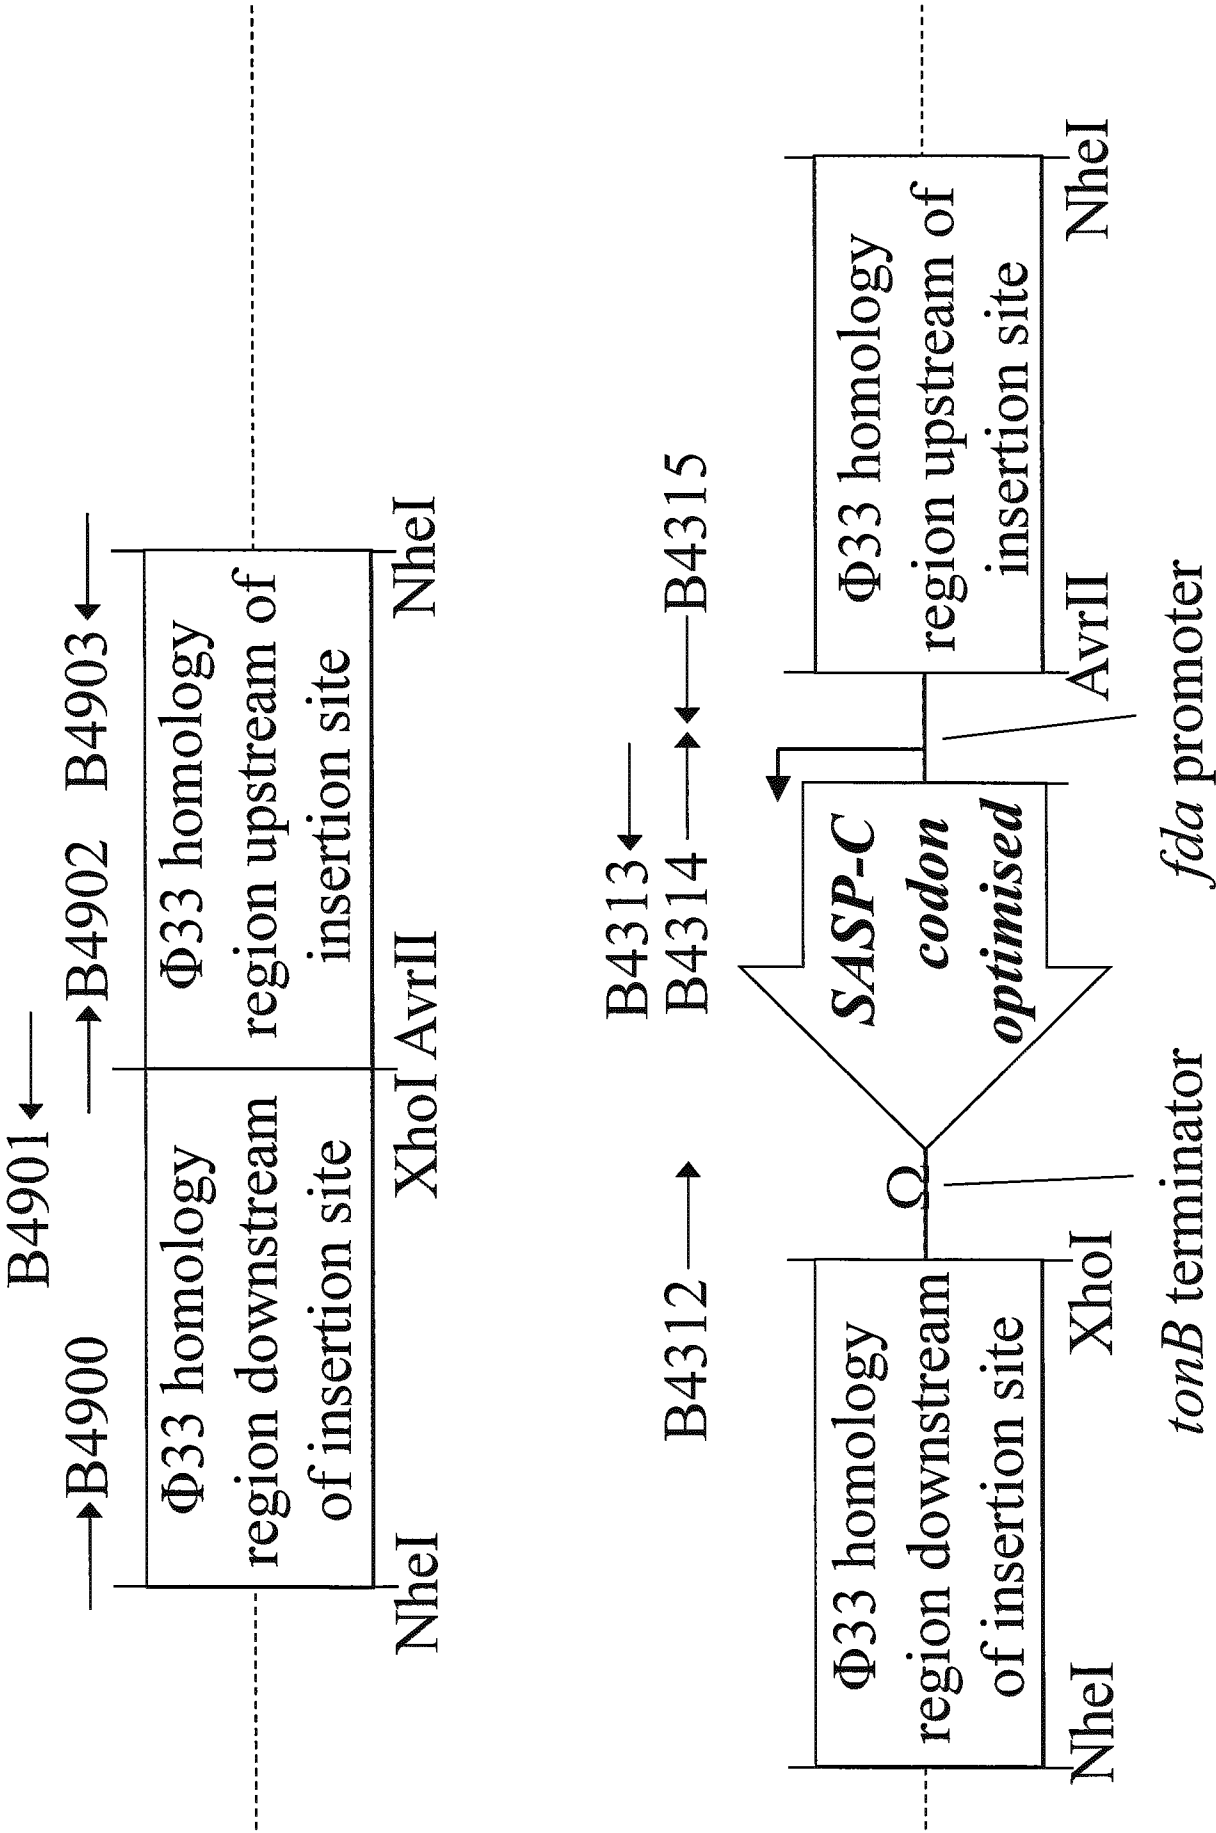 B4901
B4900
B4902
B4903
Φ33 homology
region downstream
of insertion site
Φ33 homology
region upstream of
insertion site
NheI
XhoI
AvrII
NheI
B4313
B4312
B4314
B4315
Φ33 homology
region downstream
of insertion site
SASP-C
codon
optimised
Φ33 homology
region upstream of
insertion site
NheI
XhoI
AvrII
NheI
tonB terminator
fda promoter